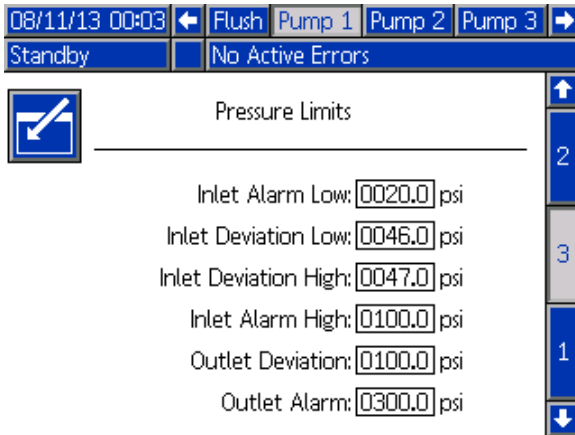 08/11/13 00:03 Flush Pump 1 Pump 2 Pump 3
Standby No Active Errors
Pressure Limits
2
Inlet Alarm Low: 0020.0 psi
Inlet Deviation Low: 0046.0 psi
3
Inlet Deviation High: 0047.0 psi
Inlet Alarm High: 0100.0 psi
1
Outlet Deviation: 0100.0 psi
Outlet Alarm: 0300.0 psi